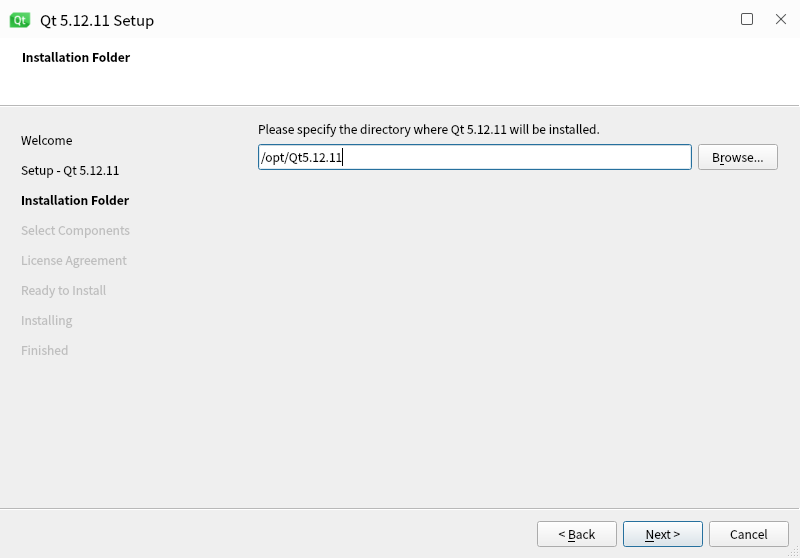 Qt Qt 5.12.11 Setup
Installation Folder
Please specify the directory where Qt 5.12.11 will be installed.
/opt/Qt5.12.11 Browse...
Welcome
Setup - Qt 5.12.11
Installation Folder
Select Components
License Agreement
Ready to Install
Installing
Finished
< Back Next > Cancel